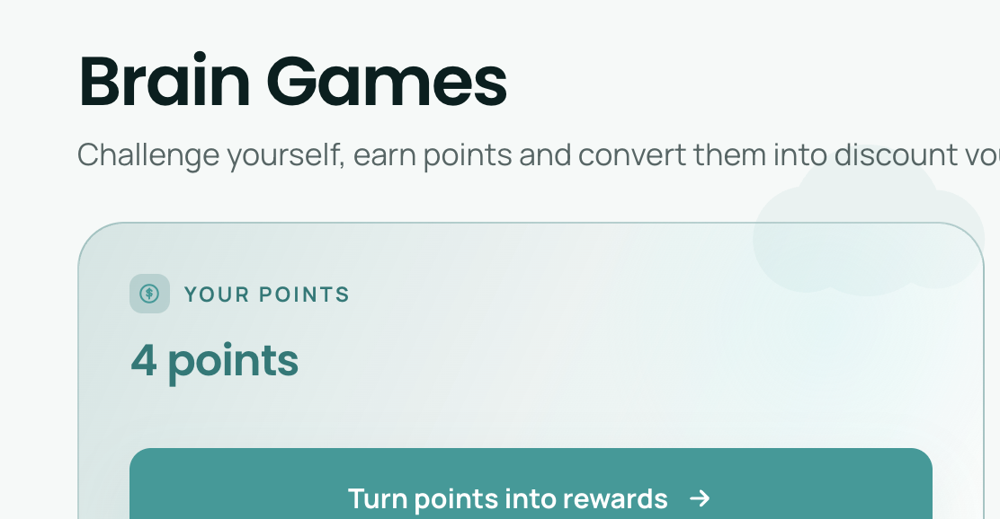 Brain Games
Challenge yourself, earn points and convert them into discount
YOUR POINTS
4 points
Turn points into rewards →